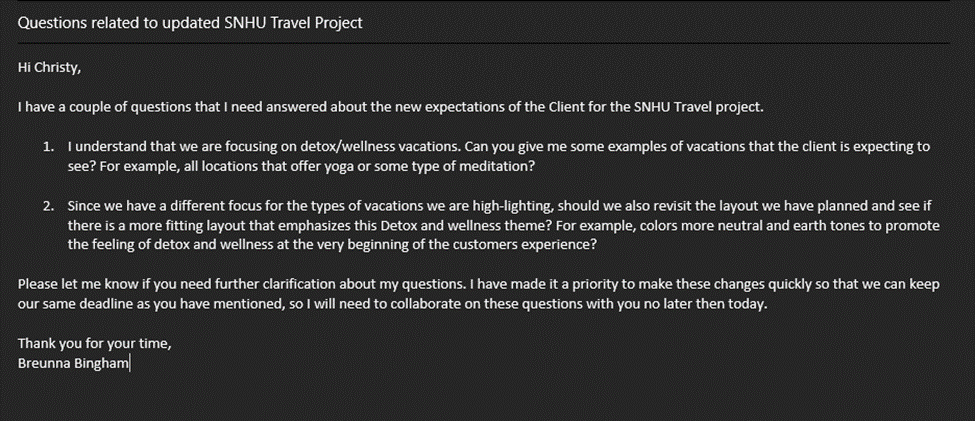 Questions related to updated SNHU Travel Project
Hi Christy,
I have a couple of questions that I need answered about the new expectations of the Client for the SNHU Travel project.
1. I understand that we are focusing on detox/wellness vacations. Can you give me some examples of vacations that the client is expecting to
see? For example, all locations that offer yoga or some type of meditation?
2. Since we have a different focus for the types of vacations we are high-lighting, should we also revisit the layout we have planned and see if
there is a more fitting layout that emphasizes this Detox and wellness theme? For example, colors more neutral and earth tones to promote
the feeling of detox and wellness at the very beginning of the customers experience?
Please let me know if you need further clarification about my questions. I have made it a priority to make these changes quickly so that we can keep
our same deadline as you have mentioned, so I will need to collaborate on these questions with you no later then today.
Thank you for your time,
Breunna Bingham